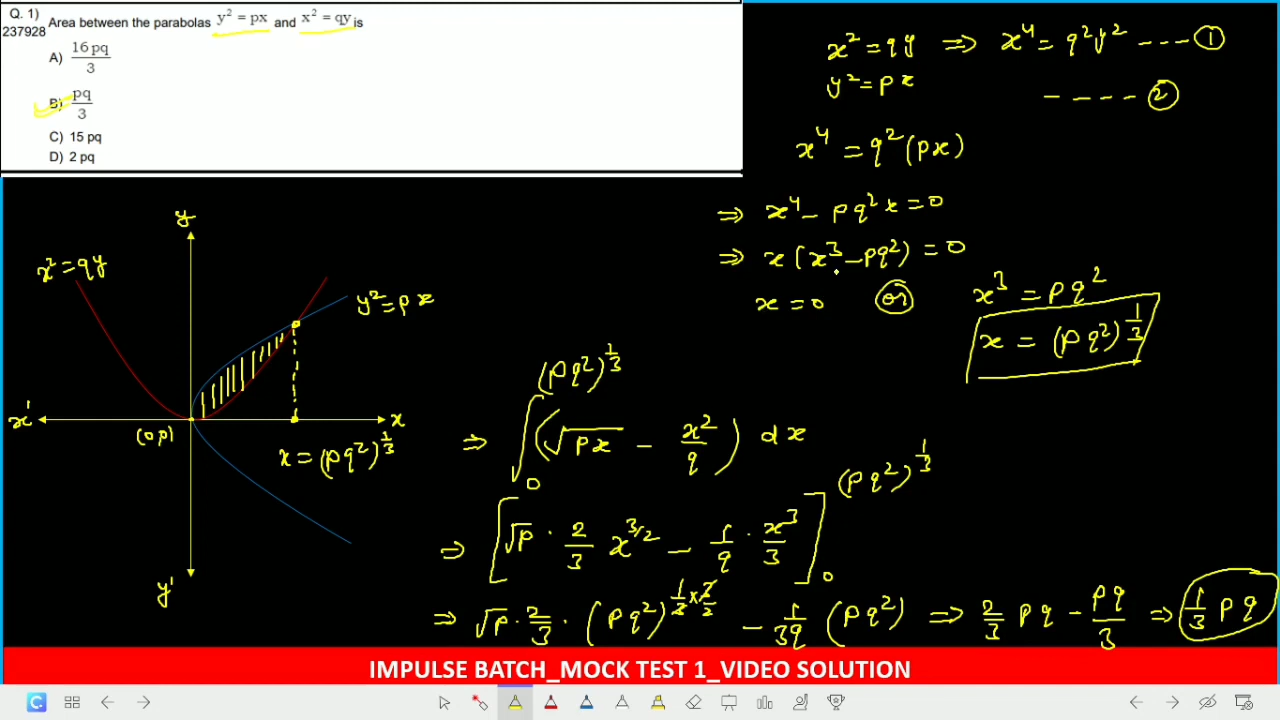 Q. 1)
237928
Area between the parabolas y² = px and x² = qy is
A) 16 pq / 3
B) pq / 3
C) 15 pq
D) 2 pq
x² = qy ⇒ x⁴ = q²y² --- ①
y² = px ---- ②
x⁴ = q²(px)
⇒ x⁴ - pq²x = 0
⇒ x(x³ - pq²) = 0
x = 0 or x³ = pq²
x = (pq²)^(1/3)
y
x² = qy
y² = px
x'
x
(0,0)
x = (pq²)^(1/3)
y'
⇒ ∫₀^((pq²)^(1/3)) (√px - x²/q) dx
⇒ [√p · 2/3 x^(3/2) - 1/q · x³/3]₀^((pq²)^(1/3))
⇒ √p · 2/3 · (pq²)^(1/3 × 3/2) - 1/3q (pq²) ⇒ 2/3 pq - pq/3 ⇒ 1/3 pq
IMPULSE BATCH_MOCK TEST 1_VIDEO SOLUTION